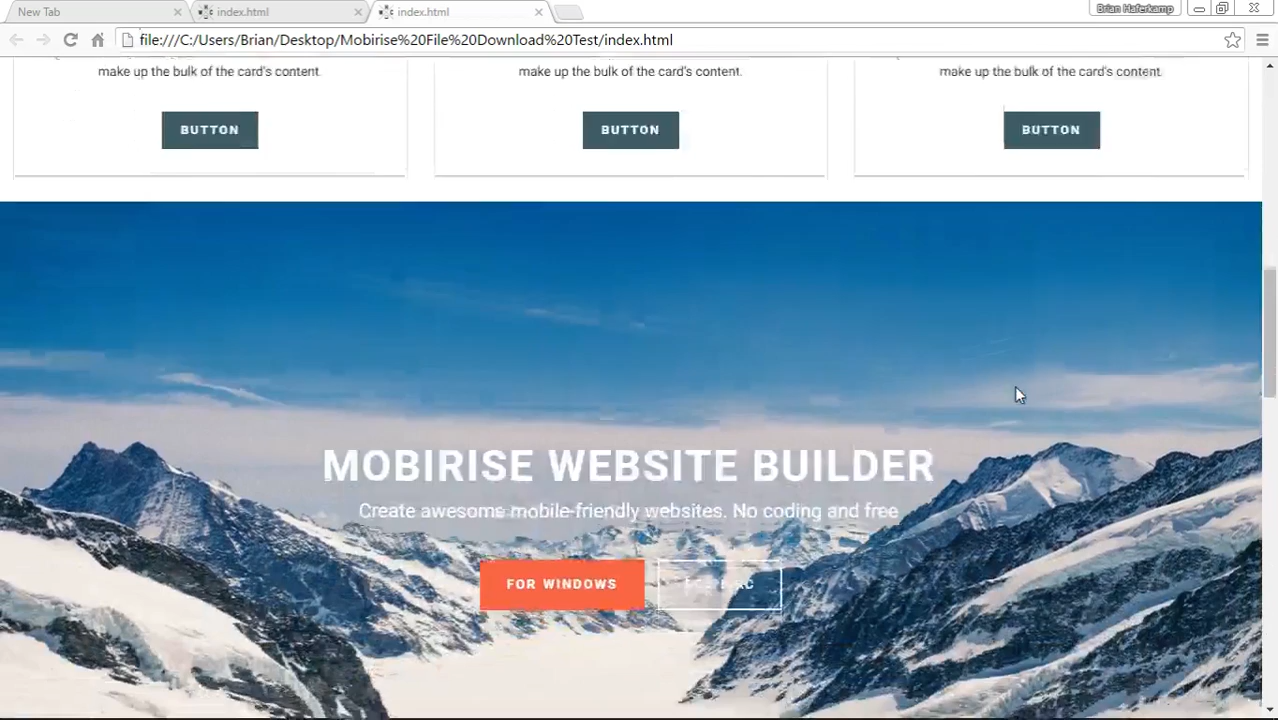 New Tab
index.html
index.html
Brian Haferkamp
file:///C:/Users/Brian/Desktop/Mobirise%20File%20Download%20Test/index.html
make up the bulk of the card's content.
make up the bulk of the card's content.
make up the bulk of the card's content.
BUTTON
BUTTON
BUTTON
MOBIRISE WEBSITE BUILDER
Create awesome mobile-friendly websites. No coding and free
FOR WINDOWS